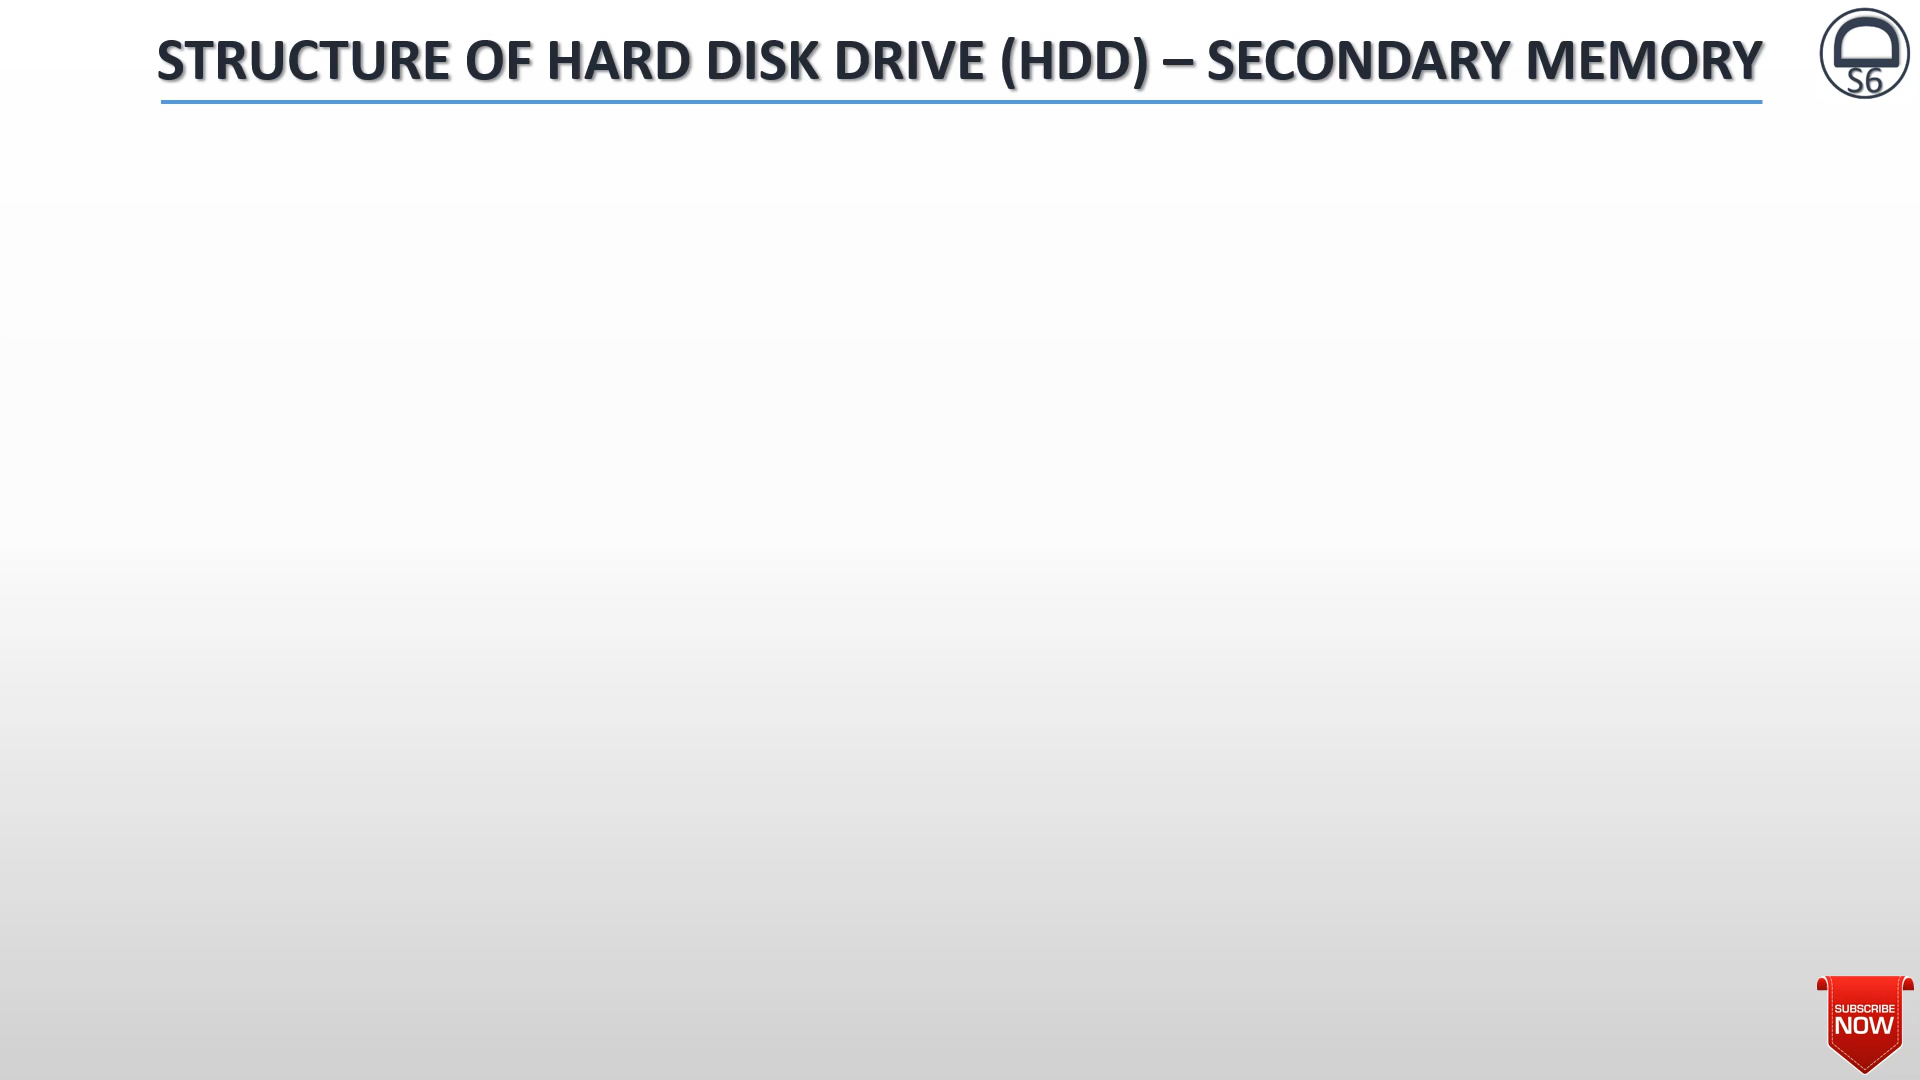 STRUCTURE OF HARD DISK DRIVE (HDD) – SECONDARY MEMORY
S6
SUBSCRIBE
NOW